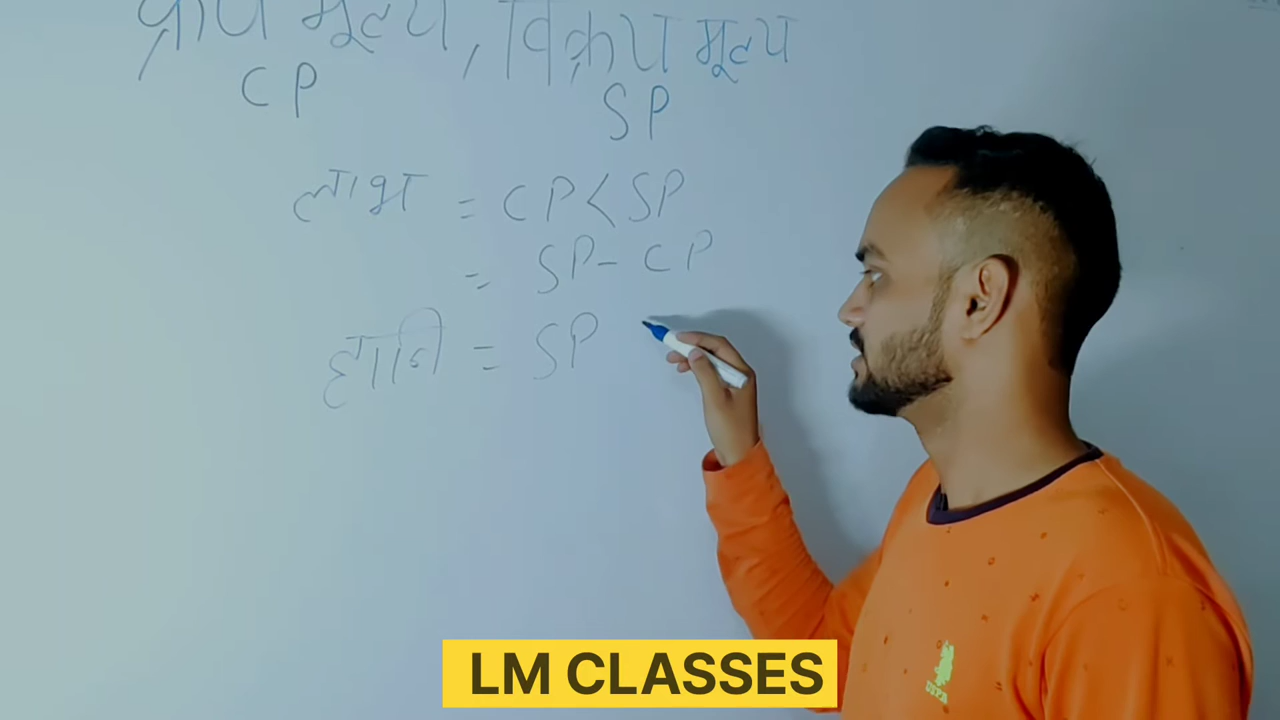 क्रय मूल्य, विक्रय मूल्य
CP SP
लाभ = CP < SP
= SP - CP
हानि = SP
LM CLASSES